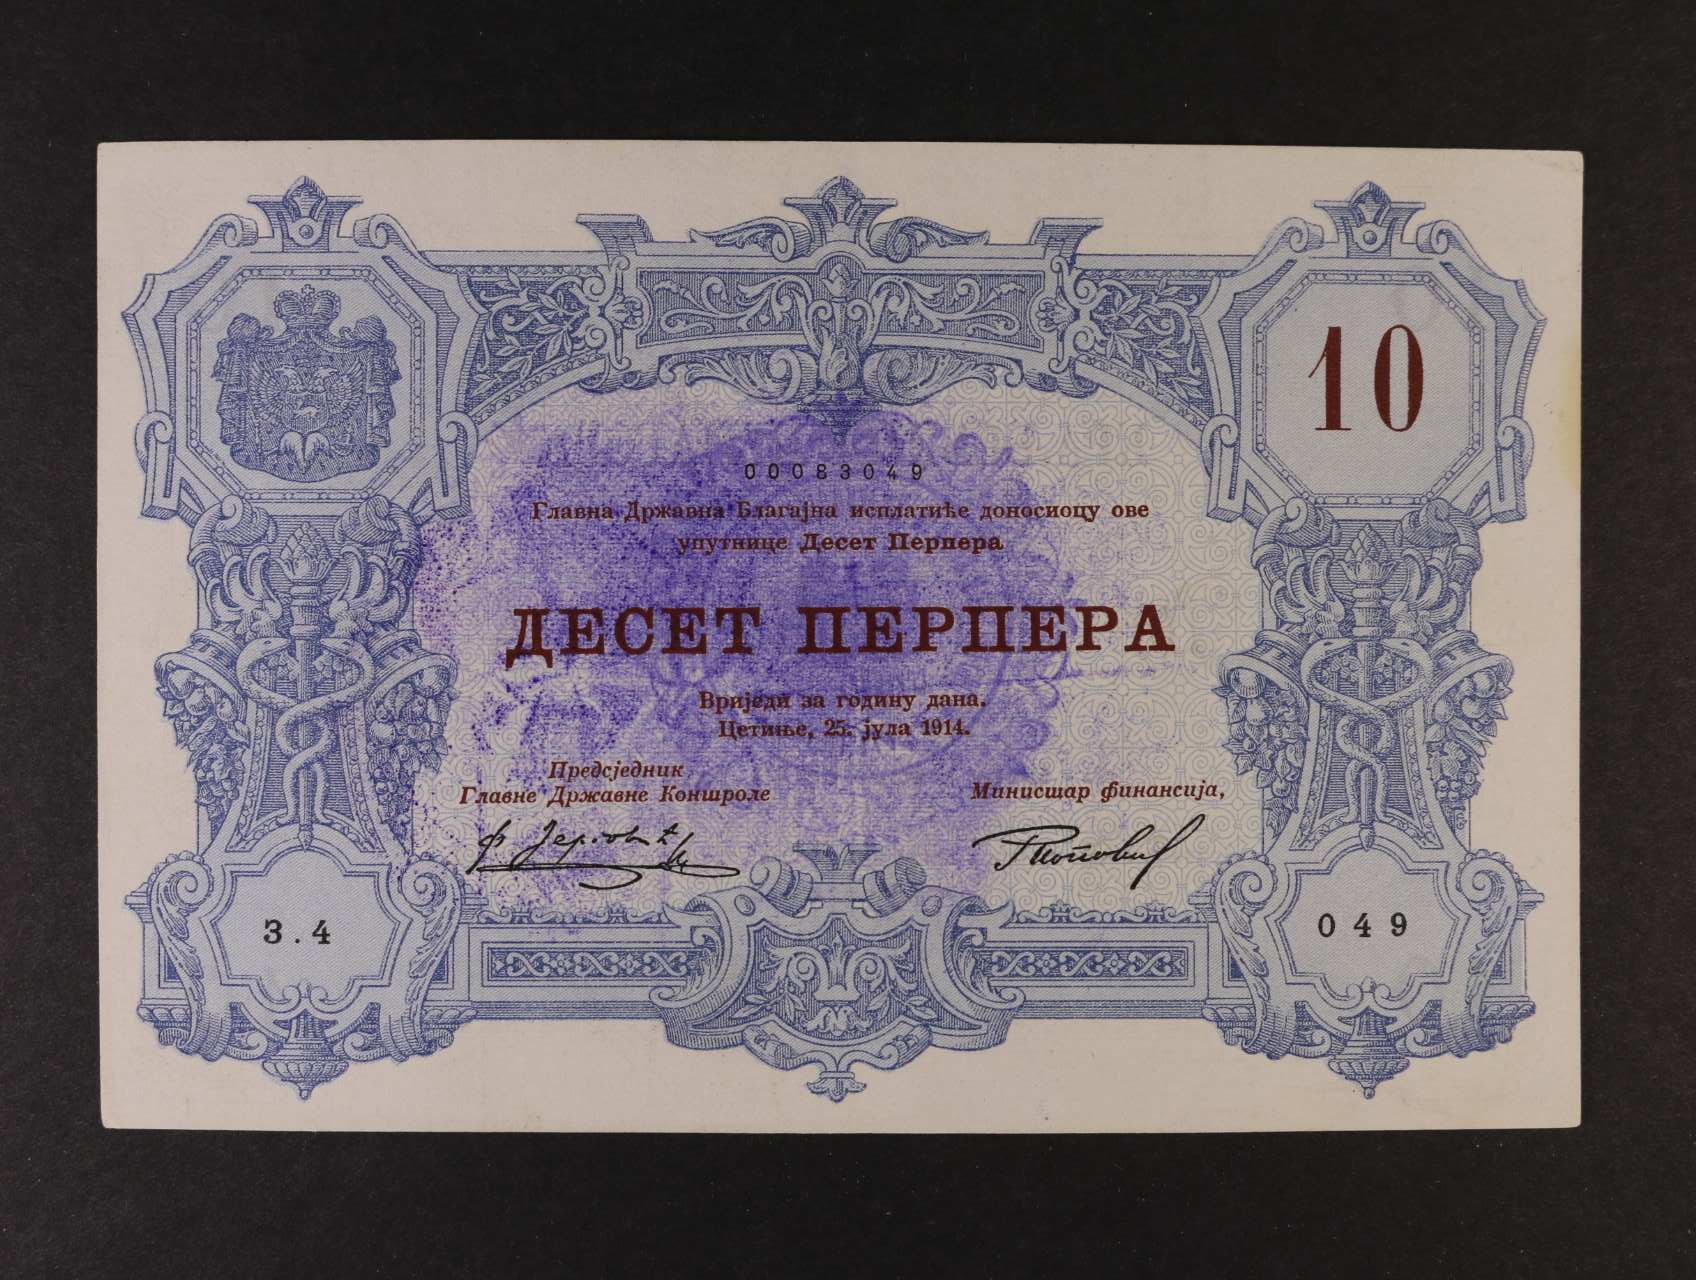 10
00083049
Главна Државна Благајна исплатиће доносиоцу ове
упутнице Десет Перпера
ДЕСЕТ ПЕРПЕРА
Вриједи за годину дана.
Цетиње, 25. јула 1914.
Предсједник
Главне Државне Контроле
Министар финансија,
3.4
049